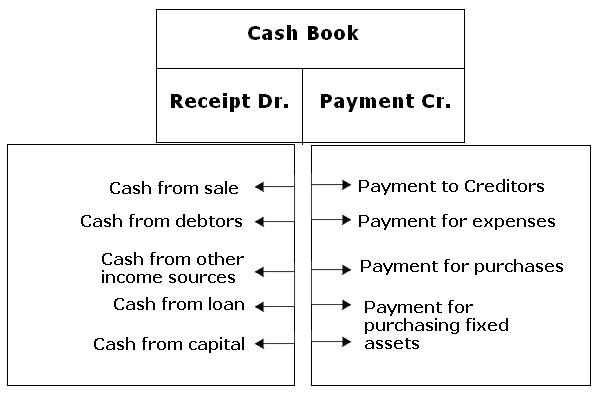 Cash Book
Receipt Dr.
Payment Cr.
Cash from sale
Cash from debtors
Cash from other
income sources
Cash from loan
Cash from capital
Payment to Creditors
Payment for expenses
Payment for purchases
Payment for
purchasing fixed
assets